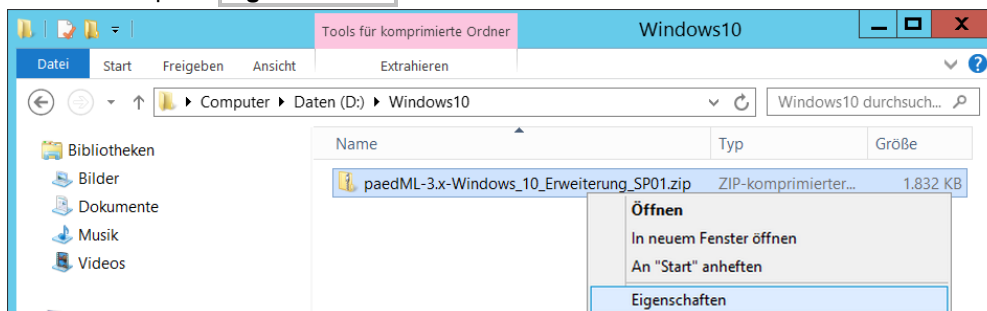 Tools für komprimierte Ordner
Windows10
Datei Start Freigeben Ansicht Extrahieren
Computer Daten (D:) Windows10
Windows10 durchsuch...
Name Typ Größe
Bibliotheken
Bilder
Dokumente
Musik
Videos
paedML-3.x-Windows_10_Erweiterung_SP01.zip ZIP-komprimierter... 1.832 KB
Öffnen
In neuem Fenster öffnen
An "Start" anheften
Eigenschaften